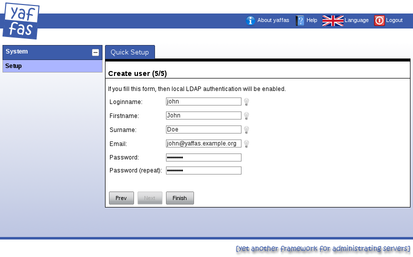 yaf
fas
About yaffas Help Language Logout
System
Setup
Quick Setup
Create user (5/5)
If you fill this form, then local LDAP authentication will be enabled.
Loginname: john
Firstname: John
Surname: Doe
Email: john@yaffas.example.org
Password:
Password (repeat):
Prev Next Finish
[yet another framework for administrating servers]